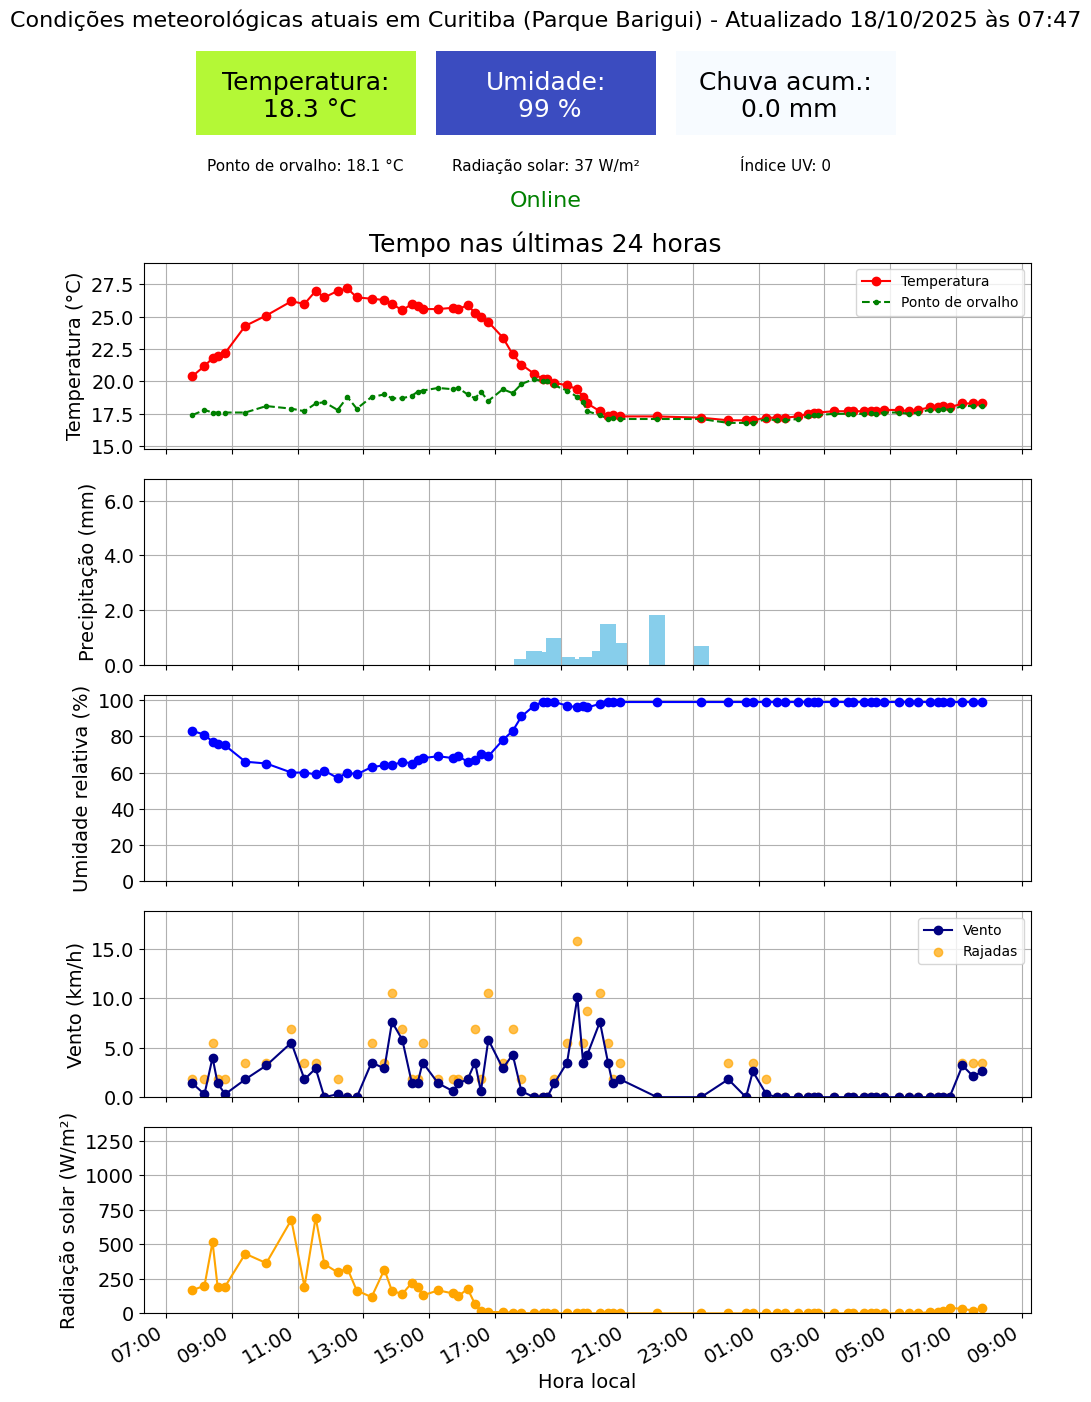 Condições meteorológicas atuais em Curitiba (Parque Barigui) - Atualizado 18/10/2025 às 07:47
Temperatura:
18.3 °C
Umidade:
99 %
Chuva acum.:
0.0 mm
Ponto de orvalho: 18.1 °C
Radiação solar: 37 W/m²
Índice UV: 0
Online
Tempo nas últimas 24 horas
Temperatura (°C)
27.5
25.0
22.5
20.0
17.5
15.0
Temperatura
Ponto de orvalho
Precipitação (mm)
6.0
4.0
2.0
0.0
Umidade relativa (%)
100
80
60
40
20
0
Vento (km/h)
15.0
10.0
5.0
0.0
Vento
Rajadas
Radiação solar (W/m²)
1250
1000
750
500
250
0
07:00
09:00
11:00
13:00
15:00
17:00
19:00
21:00
23:00
01:00
03:00
05:00
07:00
09:00
Hora local